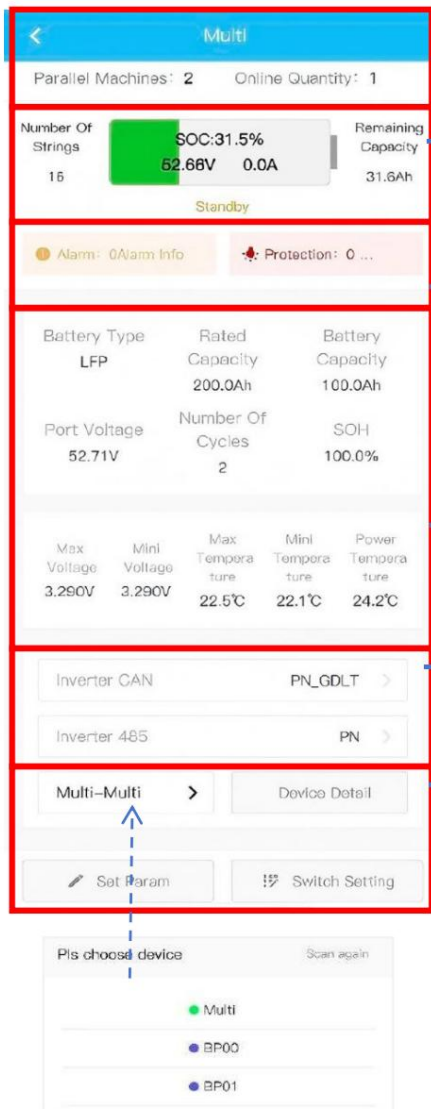 Multi
Parallel Machines: 2 Online Quantity: 1
Number Of Strings
16
SOC:31.5%
52.66V 0.0A
Remaining Capacity
31.6Ah
Standby
Alarm: 0Alarm Info
Protection: 0 ...
Battery Type
LFP
Rated Capacity
200.0Ah
Battery Capacity
100.0Ah
Port Voltage
52.71V
Number Of Cycles
2
SOH
100.0%
Max Voltage
3.290V
Mini Voltage
3.290V
Max Tempera ture
22.5℃
Mini Tempera ture
22.1℃
Power Tempera ture
24.2℃
Inverter CAN PN_GDLT
Inverter 485 PN
Multi-Multi
Device Detail
Set Param
Switch Setting
Pls choose device Scan again
Multi
BP00
BP01